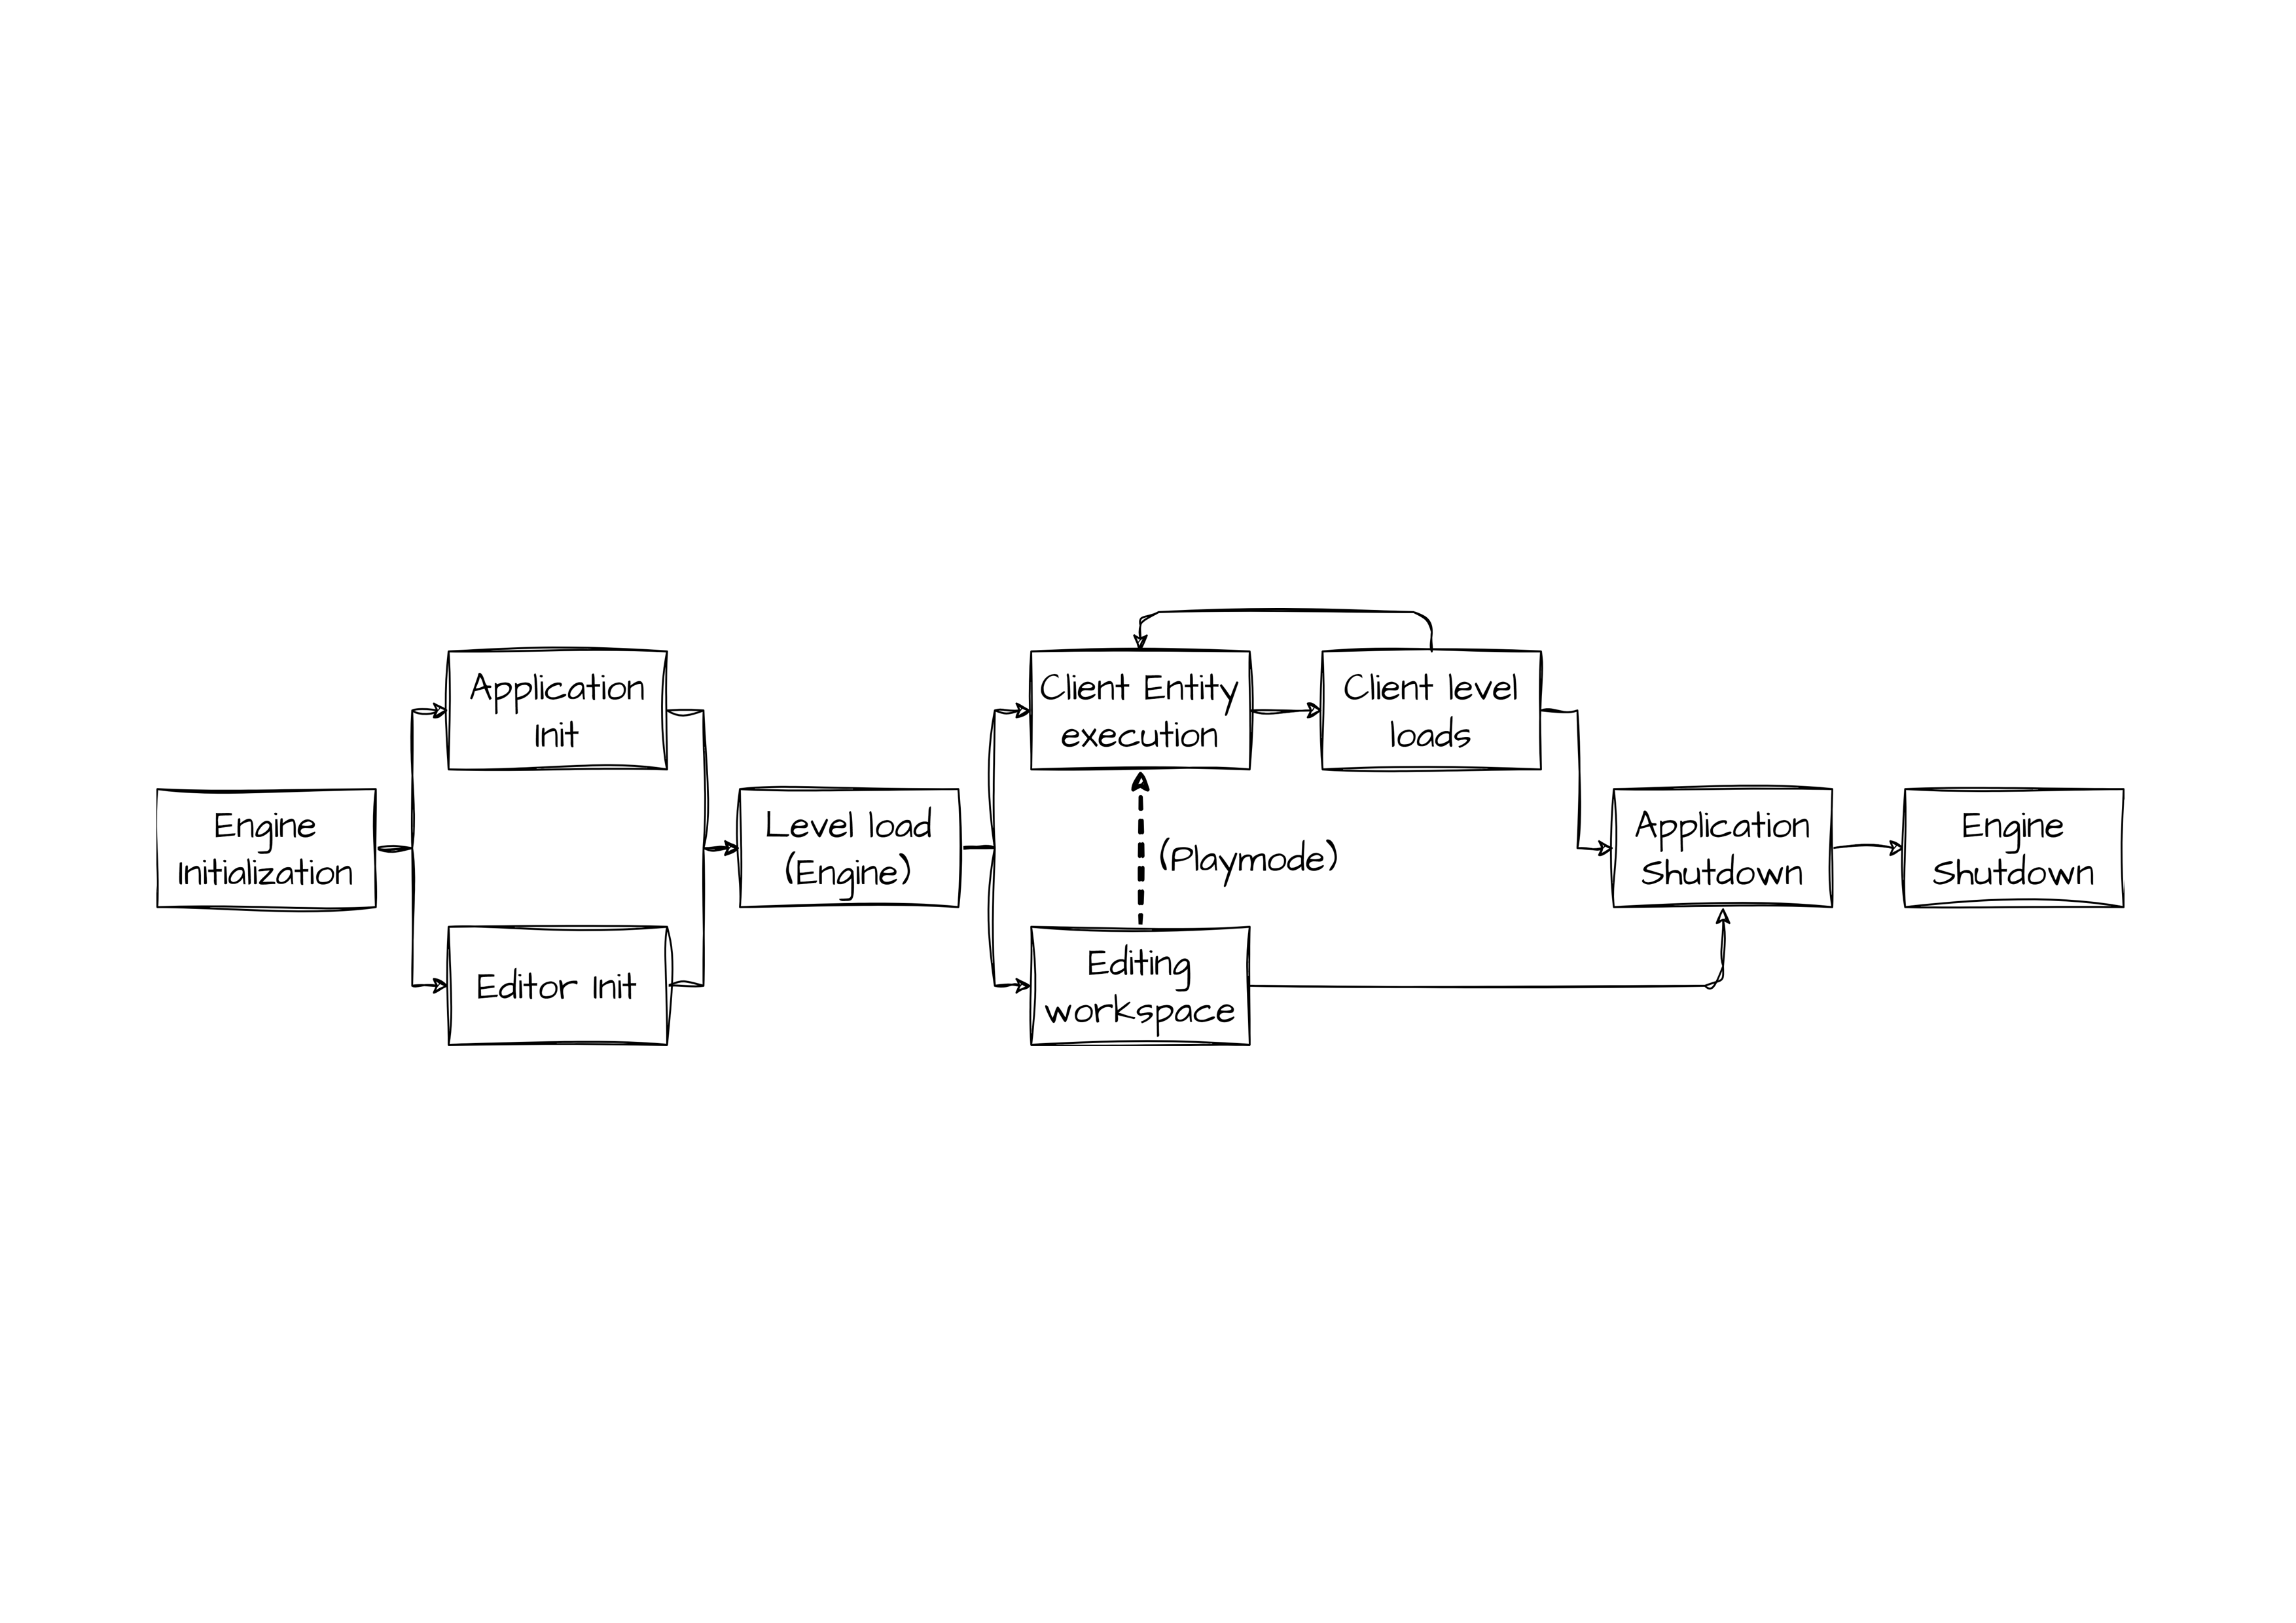 Engine
Initialization
Application
Init
Editor Init
Level load
(Engine)
Client Entity
execution
Client level
loads
(Playmode)
Editing
workspace
Application
Shutdown
Engine
Shutdown